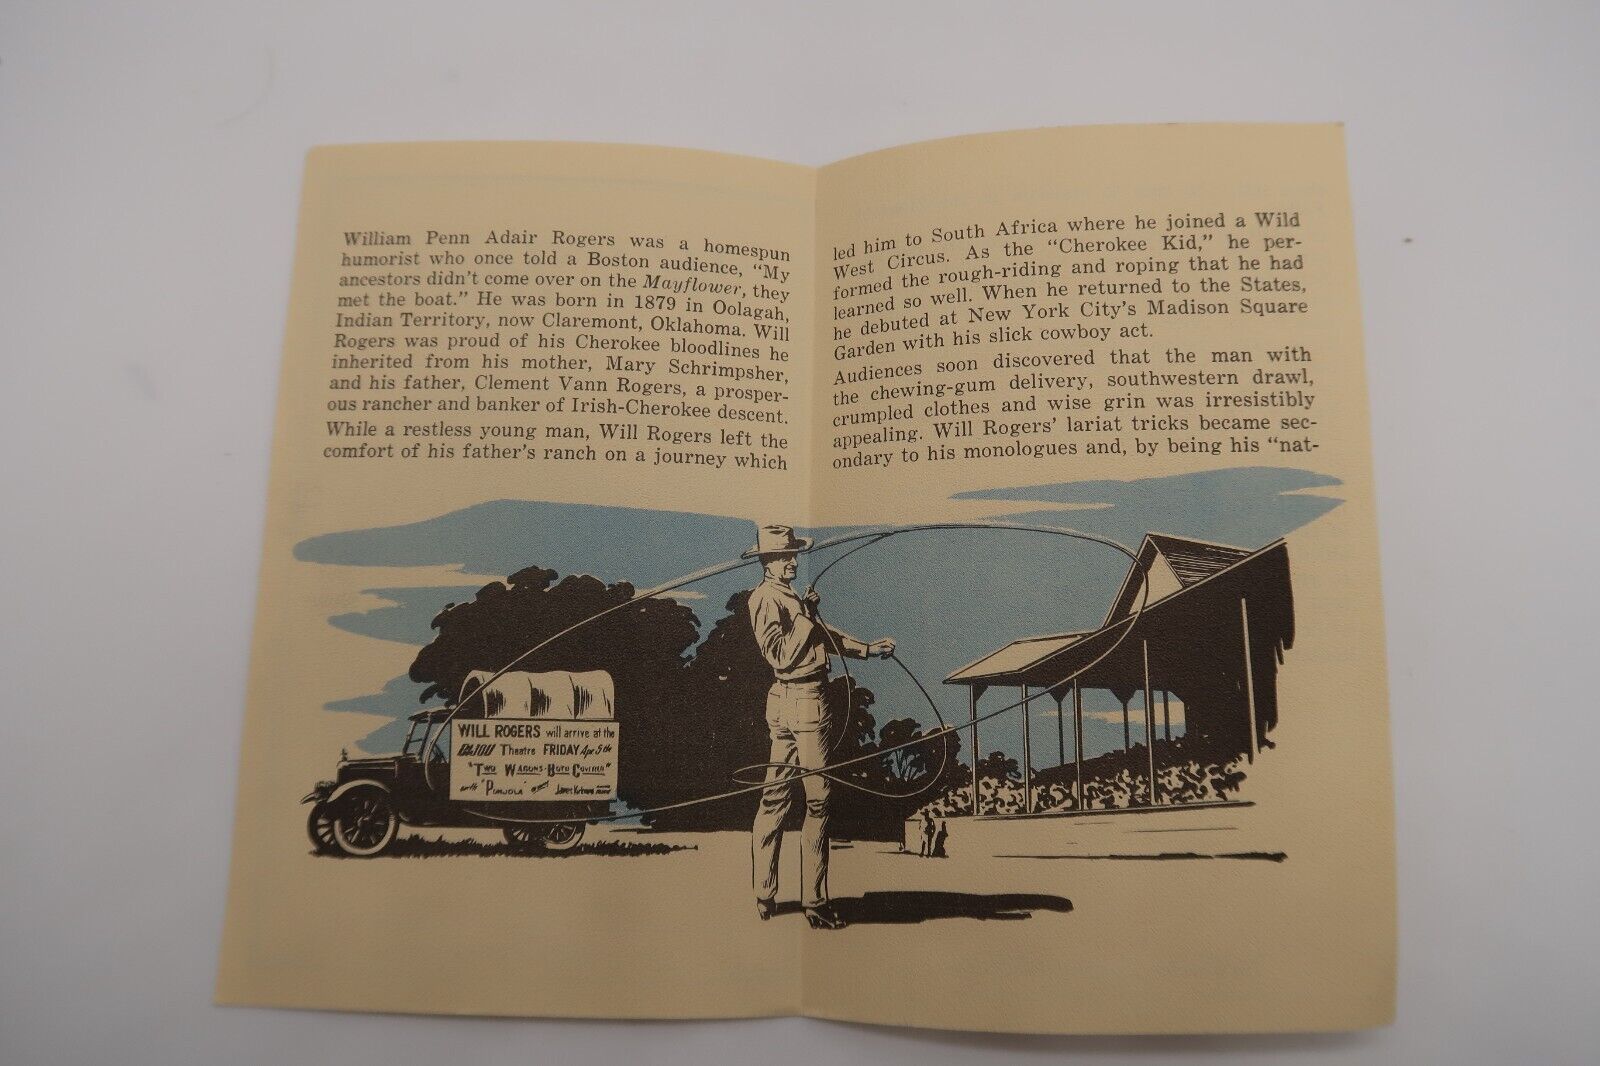 William Penn Adair Rogers was a homespun
humorist who once told a Boston audience, "My
ancestors didn't come over on the Mayflower, they
met the boat." He was born in 1879 in Oolagah,
Indian Territory, now Claremont, Oklahoma. Will
Rogers was proud of his Cherokee bloodlines he
inherited from his mother, Mary Schrimpsher,
and his father, Clement Vann Rogers, a prosper-
ous rancher and banker of Irish-Cherokee descent.
While a restless young man, Will Rogers left the
comfort of his father's ranch on a journey which
led him to South Africa where he joined a Wild
West Circus. As the "Cherokee Kid," he per-
formed the rough-riding and roping that he had
learned so well. When he returned to the States,
he debuted at New York City's Madison Square
Garden with his slick cowboy act.
Audiences soon discovered that the man with
the chewing-gum delivery, southwestern drawl,
crumpled clothes and wise grin was irresistibly
appealing. Will Rogers' lariat tricks became sec-
ondary to his monologues and, by being his "nat-
WILL ROGERS will arrive at the
Theatre FRIDAY Apr 5th
"TWO WAGONS-BOTH COVERED"
with